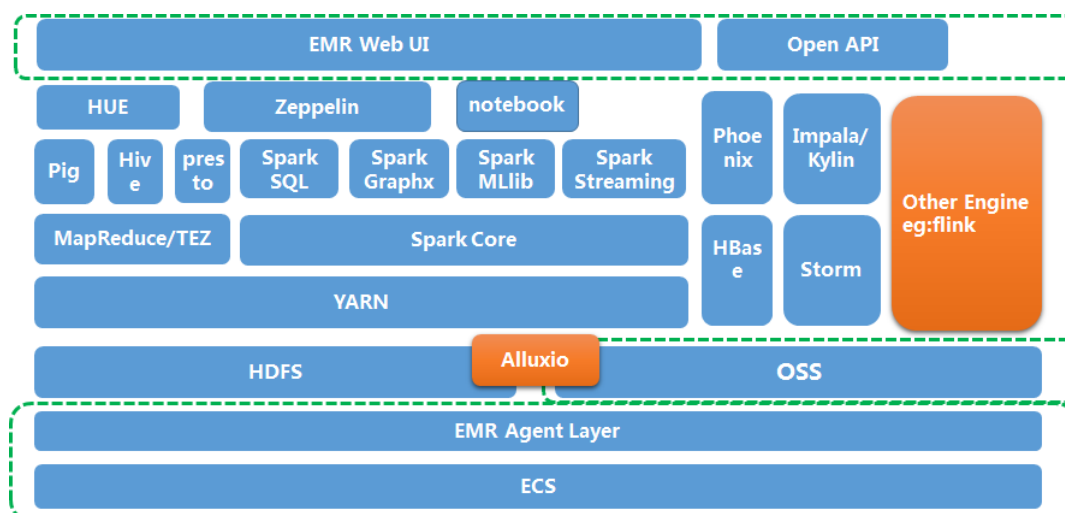 EMR Web UI
Open API
HUE
Zeppelin
notebook
Phoe
nix
Impala/
Kylin
Pig
Hiv
e
pres
to
Spark
SQL
Spark
Graphx
Spark
MLlib
Spark
Streaming
Other Engine
eg:flink
MapReduce/TEZ
Spark Core
HBas
e
Storm
YARN
HDFS
Alluxio
OSS
EMR Agent Layer
ECS